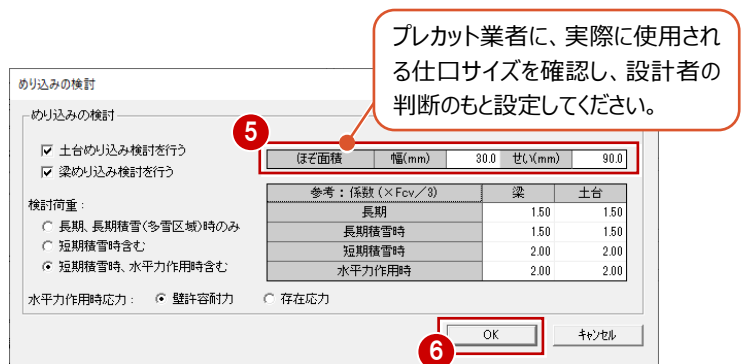 プレカット業者に、実際に使用され
る仕口サイズを確認し、設計者の
判断のもと設定してください。
めり込みの検討
めり込みの検討
5
土台めり込み検討を行う
梁めり込み検討を行う
ほぞ面積 幅(mm) 30.0 せい(mm) 90.0
検討荷重:
長期、長期積雪(多雪区域)時のみ
短期積雪時含む
短期積雪時、水平力作用時含む
参考:係数(×Fcv/3) 梁 土台
長期 1.50 1.50
長期積雪時 1.50 1.50
短期積雪時 2.00 2.00
水平力作用時 2.00 2.00
水平力作用時応力: 壁許容耐力 存在応力
6
OK キャンセル